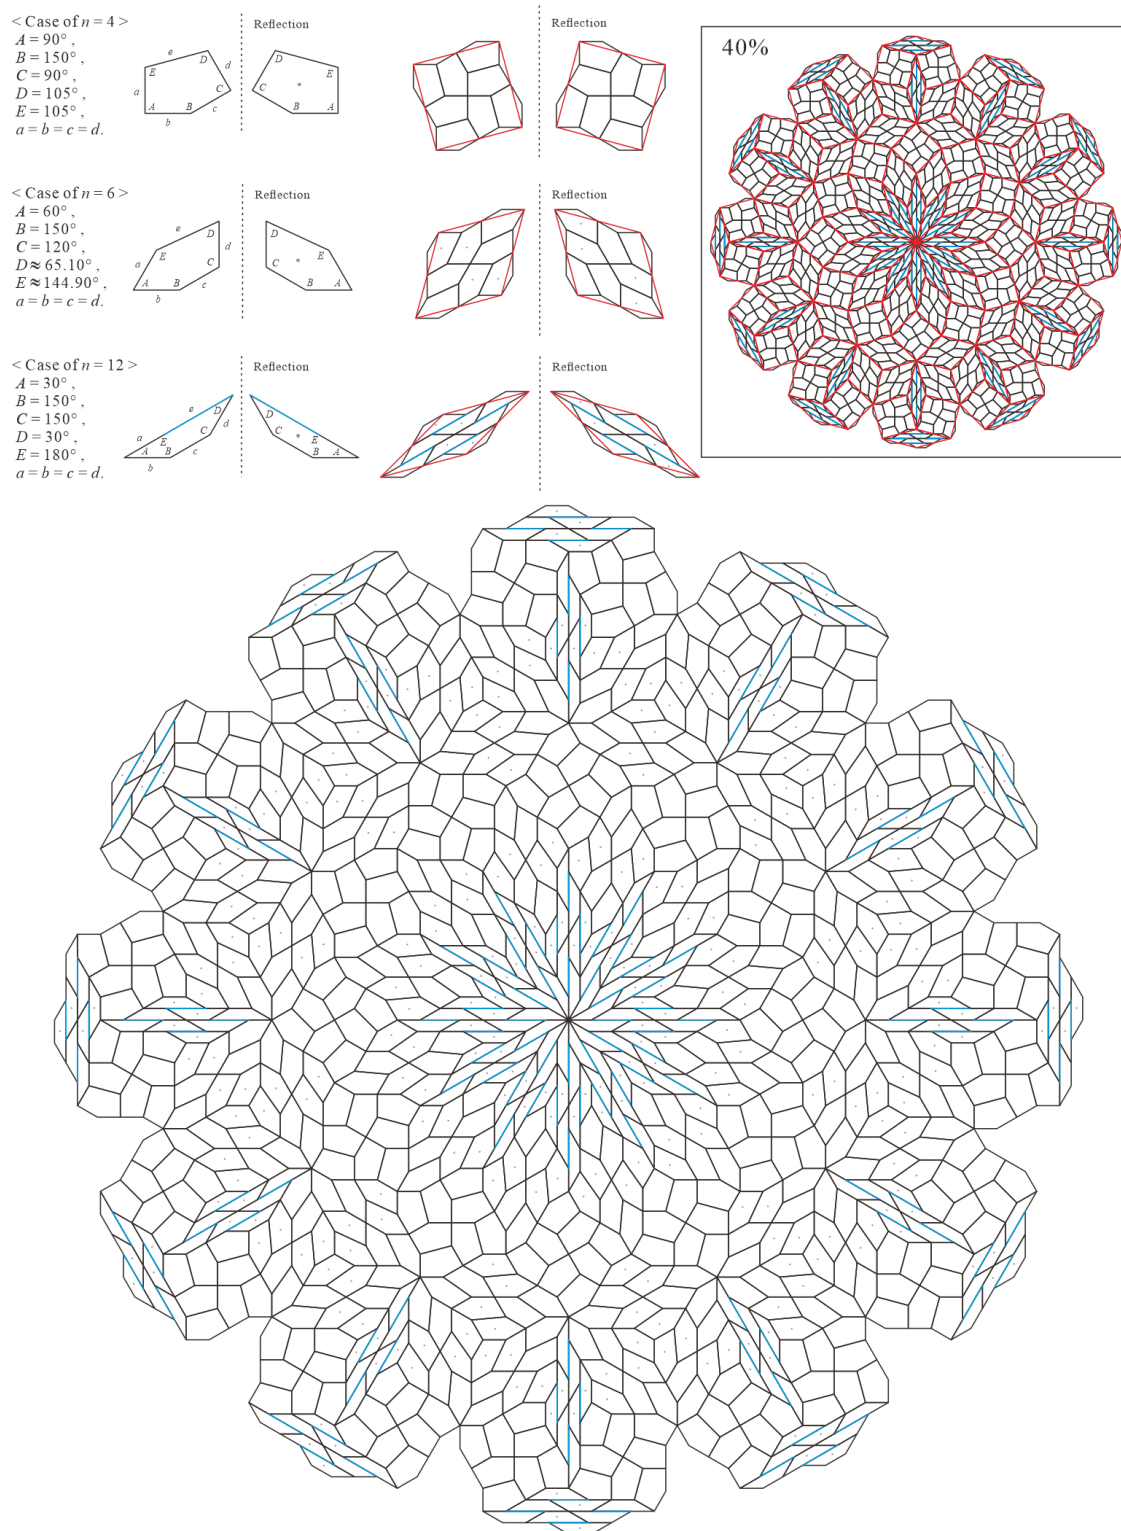 < Case of n = 4 >
A = 90° ,
B = 150° ,
C = 90° ,
D = 105° ,
E = 105° ,
a = b = c = d.
e
E
D
d
a
C
A
B
c
b
Reflection
D
E
C
*
B
A
Reflection
40%
< Case of n = 6 >
A = 60° ,
B = 150° ,
C = 120° ,
D ≈ 65.10° ,
E ≈ 144.90° ,
a = b = c = d.
e
D
d
E
a
C
A
B
c
b
Reflection
D
E
C
*
B
A
Reflection
< Case of n = 12 >
A = 30° ,
B = 150° ,
C = 150° ,
D = 30° ,
E = 180° ,
a = b = c = d.
e
D
d
a
E
C
A
B
c
b
Reflection
D
C
*
E
B
A
Reflection